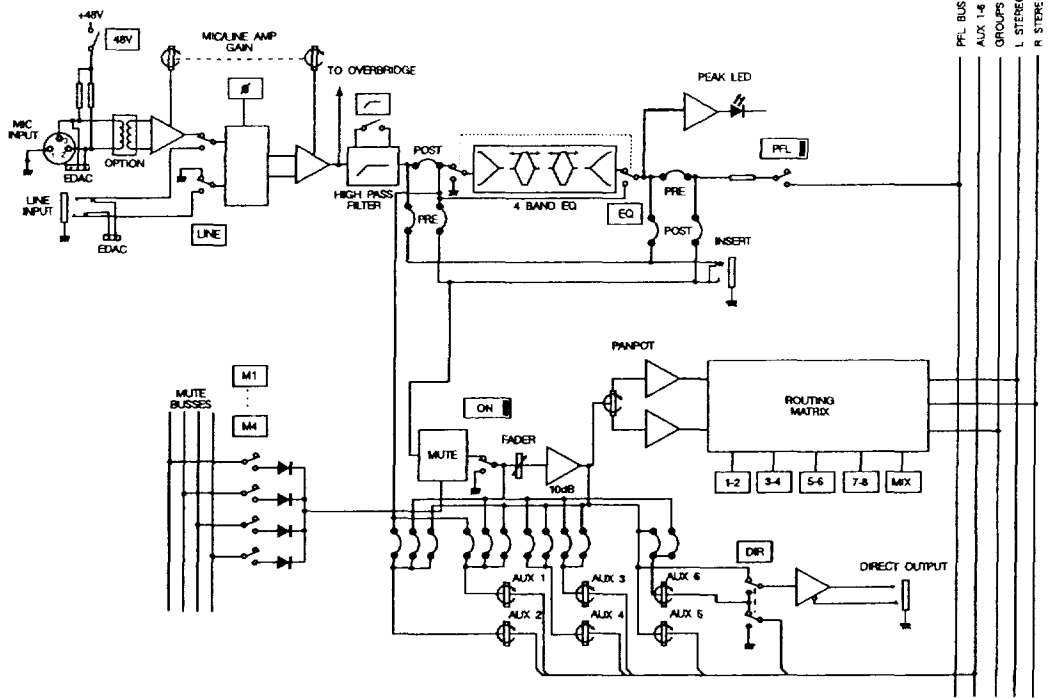 +48V
48V
MIC/LINE AMP
GAIN
TO OVERBRIDGE
PFL BUS
AUX 1-6
GROUPS
L STEREO
R STERE
MIC
INPUT
3
2
EDAC
OPTION
ø
HIGH PASS
FILTER
POST
PRE
4 BAND EQ
EQ
PEAK LED
PFL
PRE
POST
INSERT
LINE
INPUT
EDAC
LINE
MUTE
BUSSES
M1
M4
ON
MUTE
FADER
10dB
PANPOT
ROUTING
MATRIX
1-2
3-4
5-6
7-8
MIX
AUX 1
AUX 2
AUX 3
AUX 4
AUX 6
AUX 5
DIR
DIRECT OUTPUT